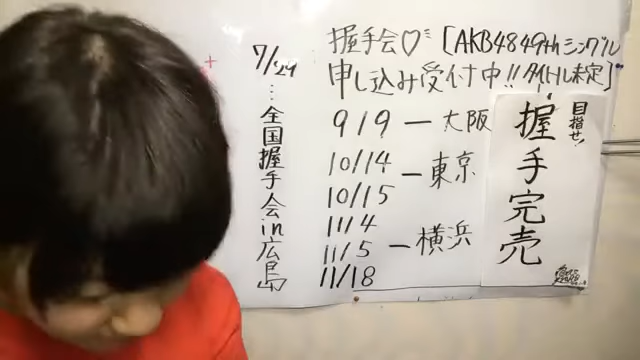 握手会♡ [AKB48 49thシングル
申し込み受付中!! タイトル未定]
7/29
…
全国握手会in広島
9/9 ー 大阪
10/14
10/15
ー 東京
11/4
11/5
11/18
ー 横浜
目指せ!
握手完売